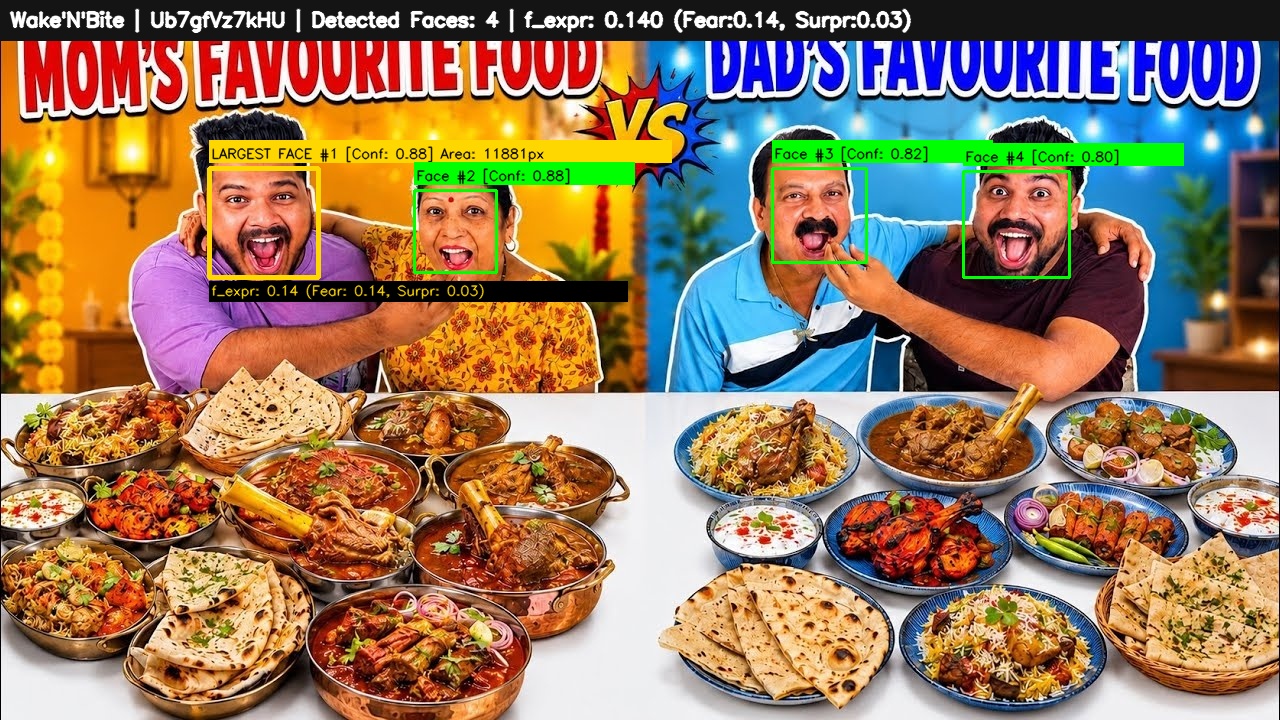 Wake'N'Bite | Ub7gfVz7kHU | Detected Faces: 4 | f_expr: 0.140 (Fear:0.14, Surpr:0.03)
MOM'S FAVOURITE FOOD
VS
DAD'S FAVOURITE FOOD
LARGEST FACE #1 [Conf: 0.88] Area: 11881px
Face #2 [Conf: 0.88]
Face #3 [Conf: 0.82]
Face #4 [Conf: 0.80]
f_expr: 0.14 (Fear: 0.14, Surpr: 0.03)